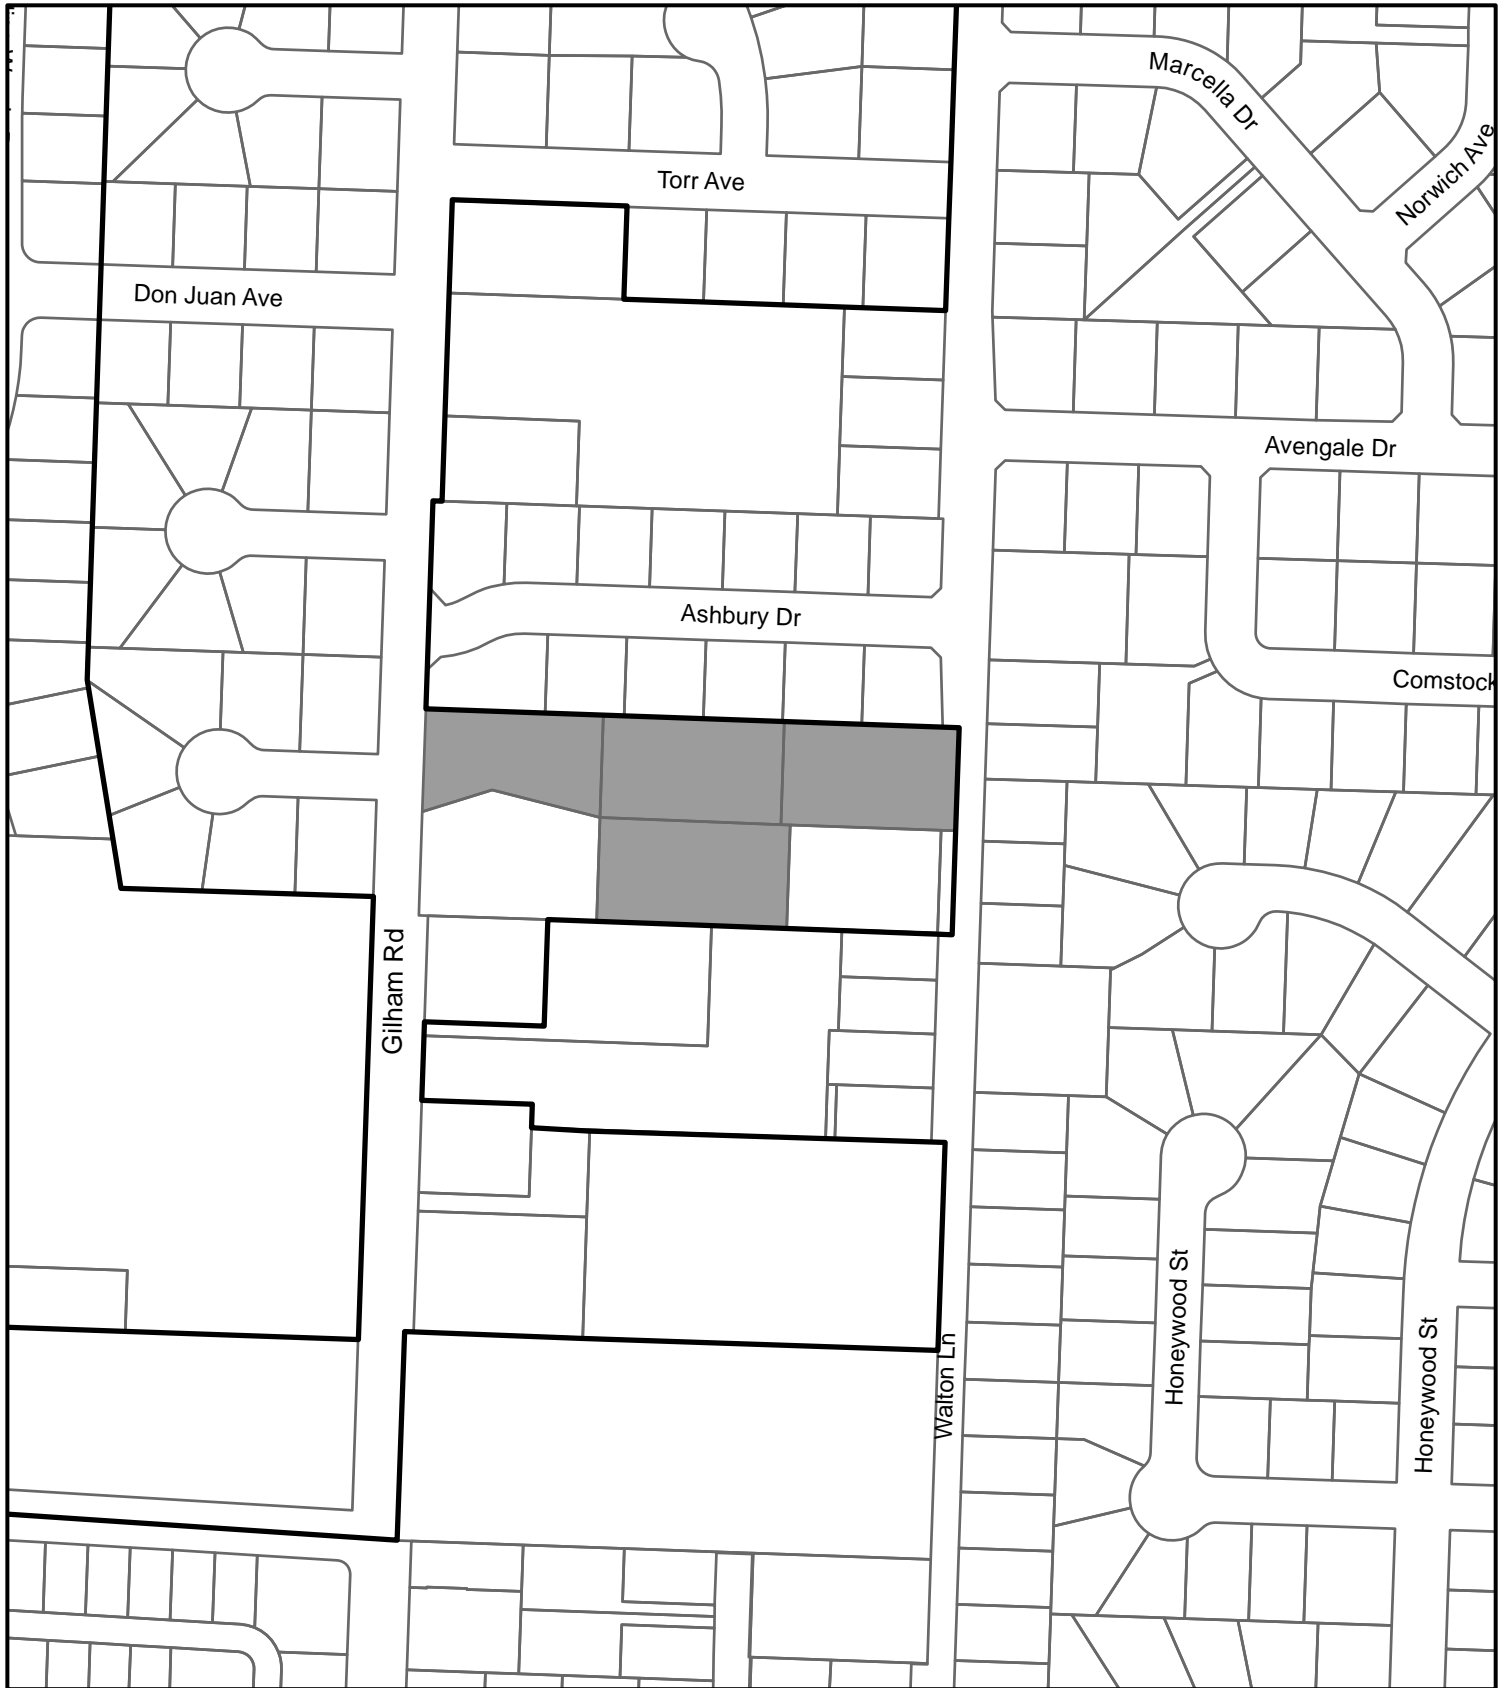 Marcella Dr
Norwich Ave
Torr Ave
Don Juan Ave
Avengale Dr
Ashbury Dr
Comstock
Gilham Rd
Honeywood St
Honeywood St
Walton Ln